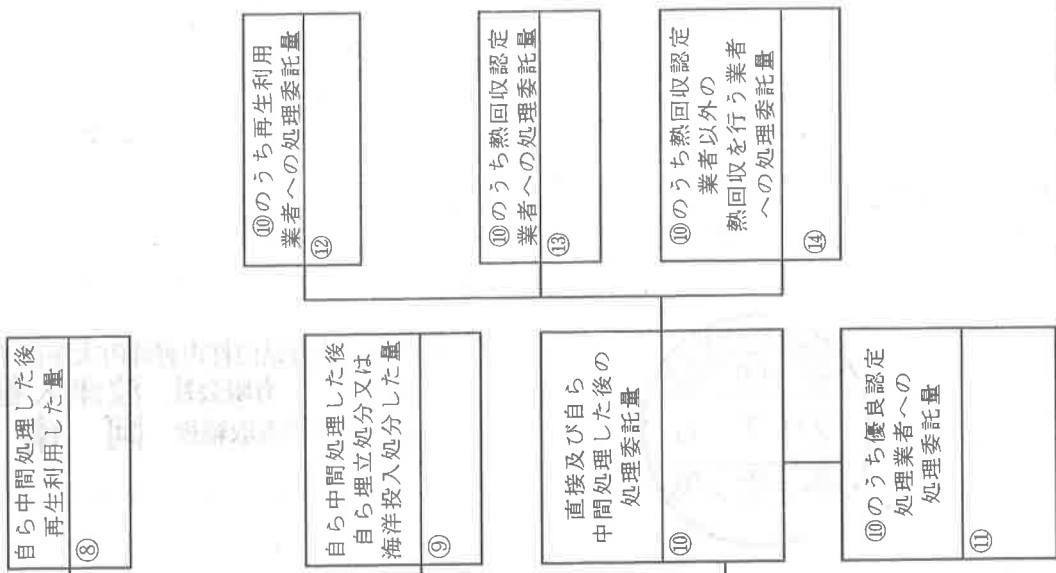 自ら中間処理した後
再生利用した量
⑧
自ら中間処理した後
自ら埋立処分又は
海洋投入処分した量
⑨
直接及び自ら
中間処理した後の
処理委託量
⑩
⑩のうち優良認定
処理業者への
処理委託量
⑪
⑩のうち再生利用
業者への処理委託量
⑫
⑩のうち熱回収認定
業者への処理委託量
⑬
⑩のうち熱回収認定
業者以外の
熱回収を行う業者
への処理委託量
⑭